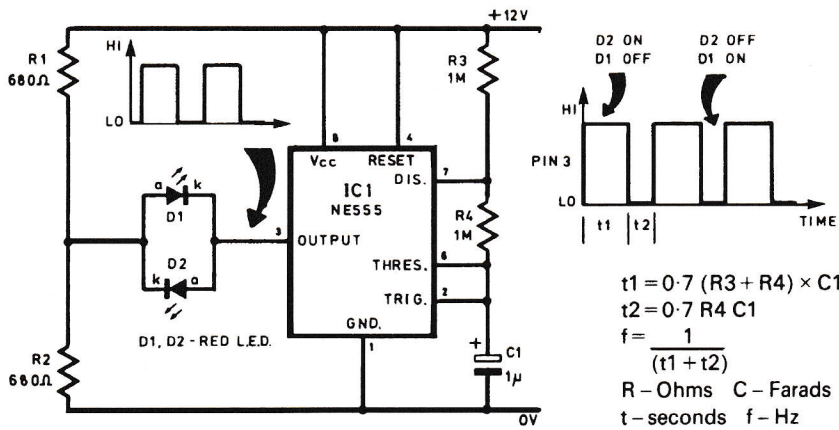 +12V
R1
680Ω
HI
LO
R3
1M
8
4
Vcc
RESET
7
DIS.
IC1
NE555
a
k
D1
3
OUTPUT
D2
k
a
R4
1M
6
THRES.
2
TRIG.
GND.
1
D1, D2 - RED L.E.D.
R2
680Ω
+
C1
1µ
0V
D2 ON
D1 OFF
D2 OFF
D1 ON
HI
PIN 3
LO
t1
t2
TIME
t1 = 0·7 (R3 + R4) × C1
t2 = 0·7 R4 C1
f = 1
(t1 + t2)
R – Ohms C – Farads
t – seconds f – Hz